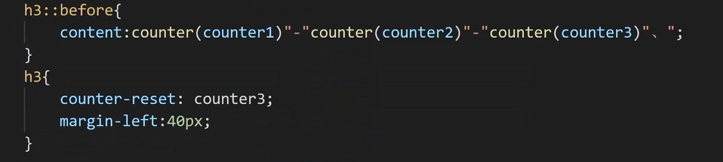 h3::before{
content:counter(counter1)"-"counter(counter2)"-"counter(counter3)"、";
}
h3{
counter-reset: counter3;
margin-left:40px;
}